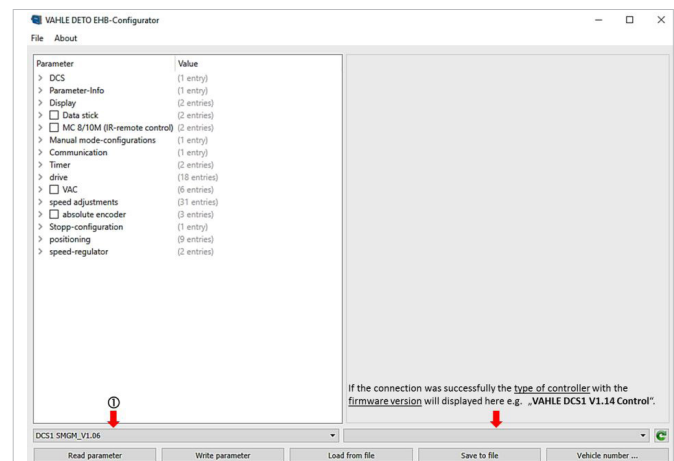 VAHLE DETO EHB-Configurator
File About
Parameter Value
DCS (1 entry)
Parameter-Info (1 entry)
Display (2 entries)
Data stick (2 entries)
MC 8/10M (IR-remote control) (2 entries)
Manual mode-configurations (1 entry)
Communication (1 entry)
Timer (2 entries)
drive (18 entries)
VAC (6 entries)
speed adjustments (31 entries)
absolute encoder (3 entries)
Stopp-configuration (1 entry)
positioning (9 entries)
speed-regulator (2 entries)
①
If the connection was successfully the type of controller with the
firmware version will displayed here e.g. „VAHLE DCS1 V1.14 Control“.
DCS1 SMGM_V1.06
Read parameter Write parameter Load from file Save to file Vehicle number ...